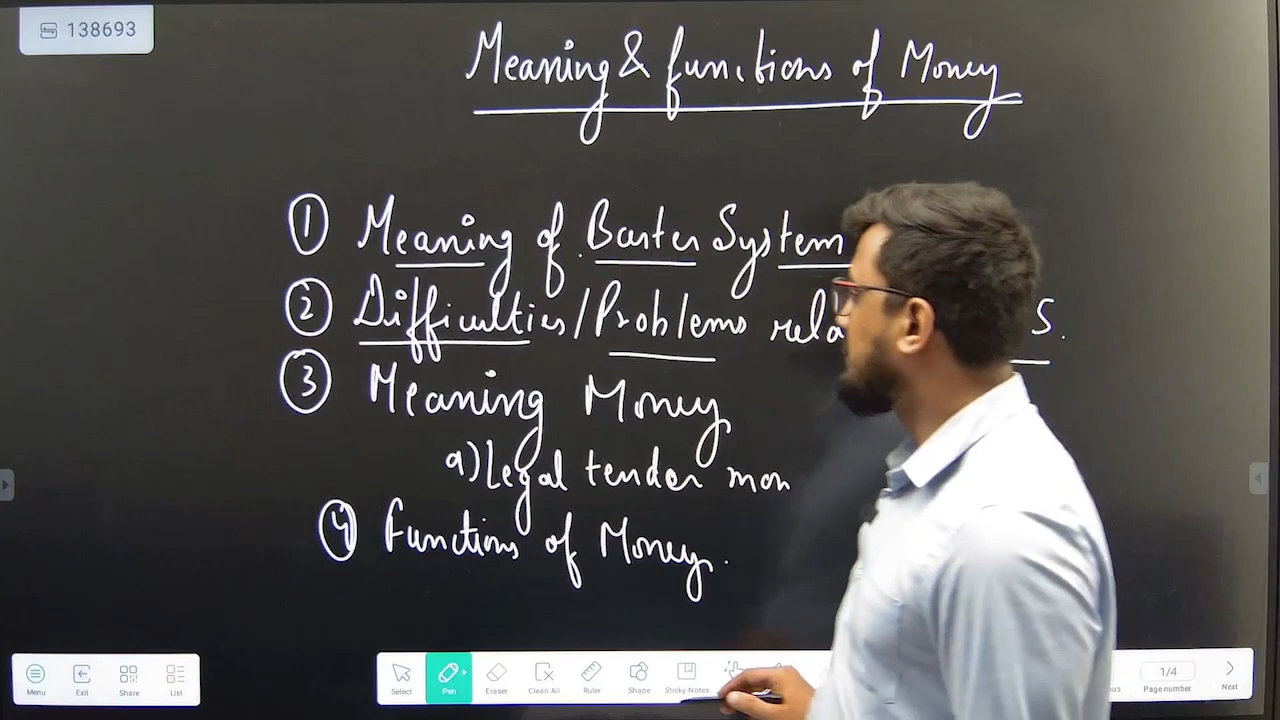 138693
Meaning & functions of Money
① Meaning of Barter System
② Difficulties/Problems rela S.
③ Meaning Money
a) Legal tender mon
④ Functions of Money.
Menu Exit Share List Select Pen Eraser Clean All Ruler Shape Sticky Notes 1/4 Page number Next